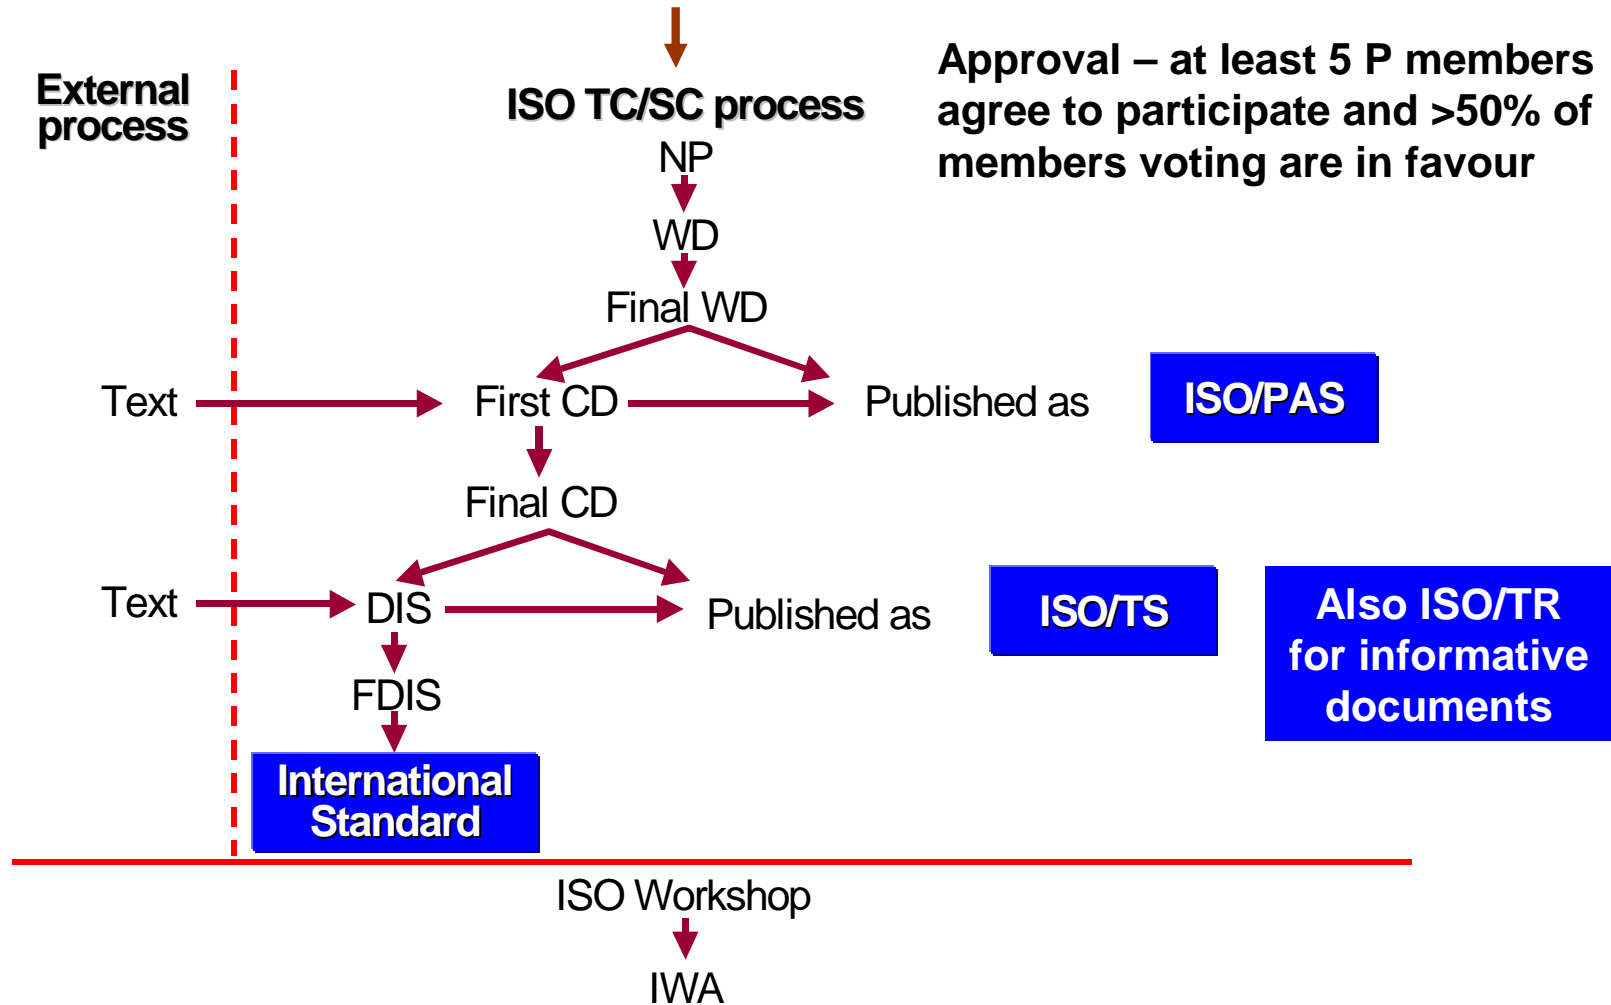 External
process
ISO TC/SC process
Approval – at least 5 P members
agree to participate and >50% of
members voting are in favour
NP
WD
Final WD
Text
First CD
Published as
ISO/PAS
Final CD
Text
DIS
Published as
ISO/TS
Also ISO/TR
for informative
documents
FDIS
International
Standard
ISO Workshop
IWA